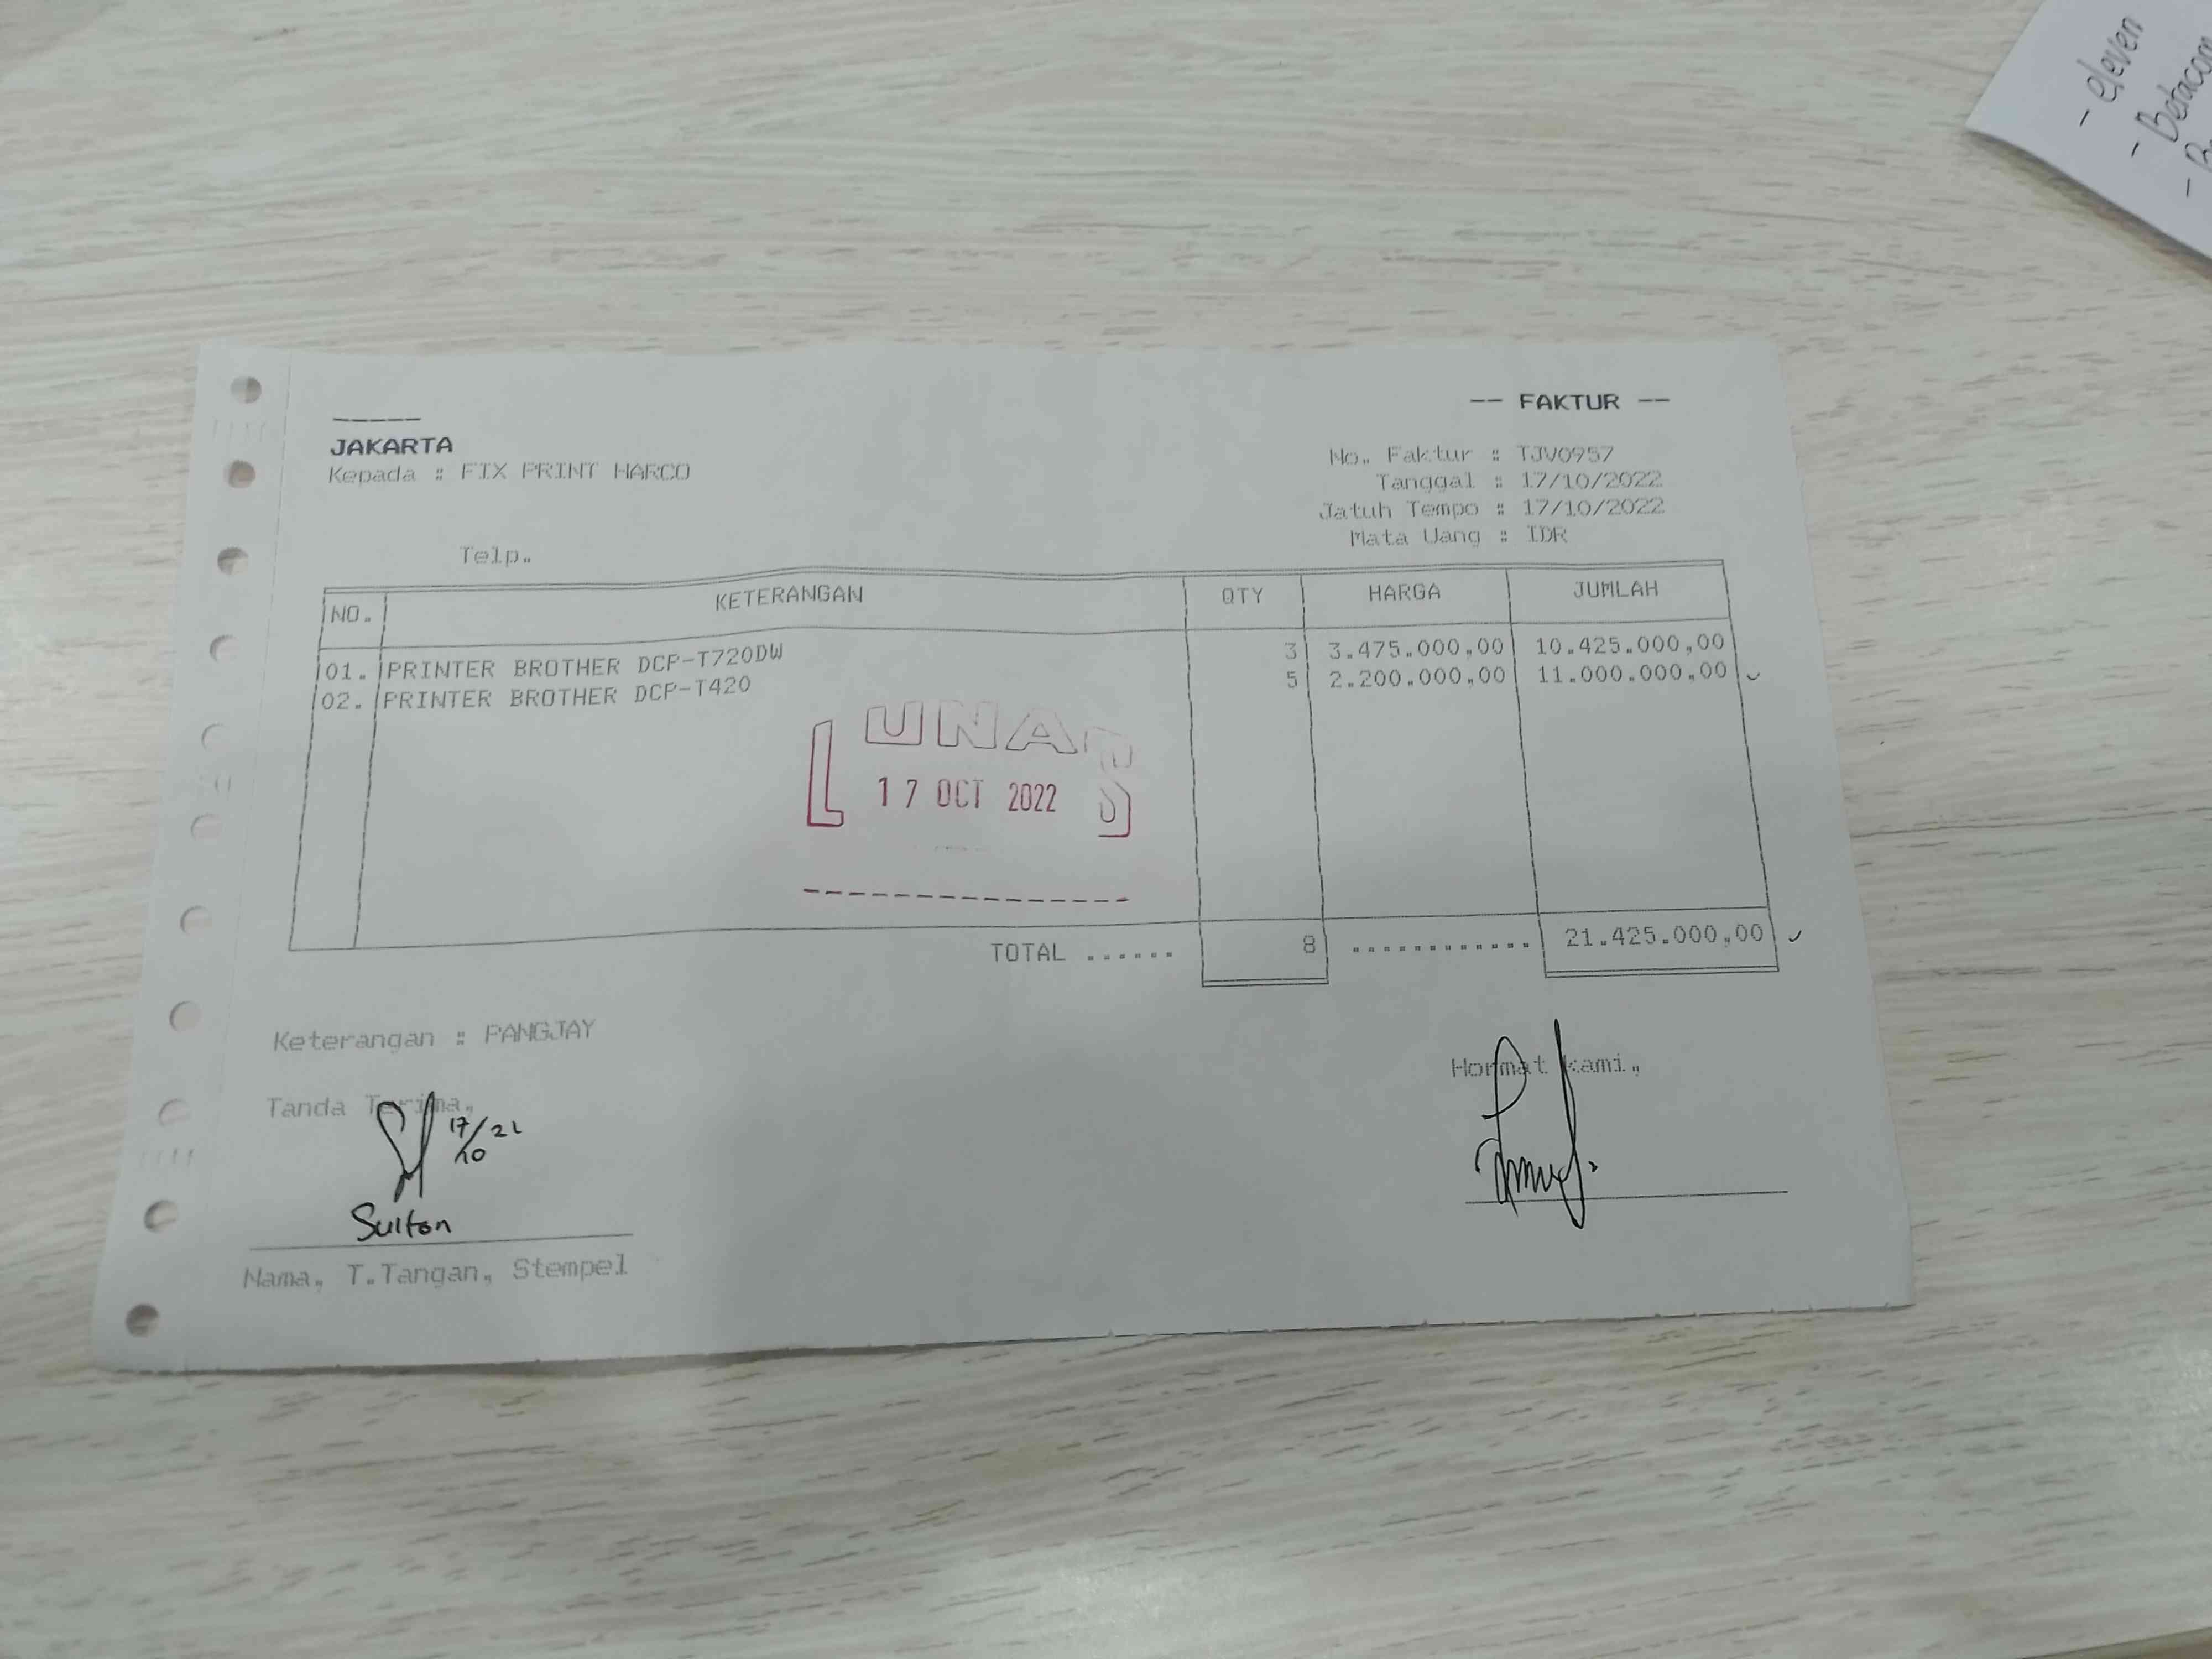 - eleven
- Betacom
-----
JAKARTA
Kepada : FIX PRINT HARCO
Telp.
-- FAKTUR --
No. Faktur : TJV0957
Tanggal : 17/10/2022
Jatuh Tempo : 17/10/2022
Mata Uang : IDR
NO. KETERANGAN QTY HARGA JUMLAH
01. PRINTER BROTHER DCP-T720DW 3 3.475.000,00 10.425.000,00
02. PRINTER BROTHER DCP-T420 5 2.200.000,00 11.000.000,00
LUNAS
17 OCT 2022
TOTAL ...... 8 ............ 21.425.000,00
Keterangan : PANGJAY
Tanda Terima,
17/10
Sulton
Nama, T.Tangan, Stempel
Hormat kami,